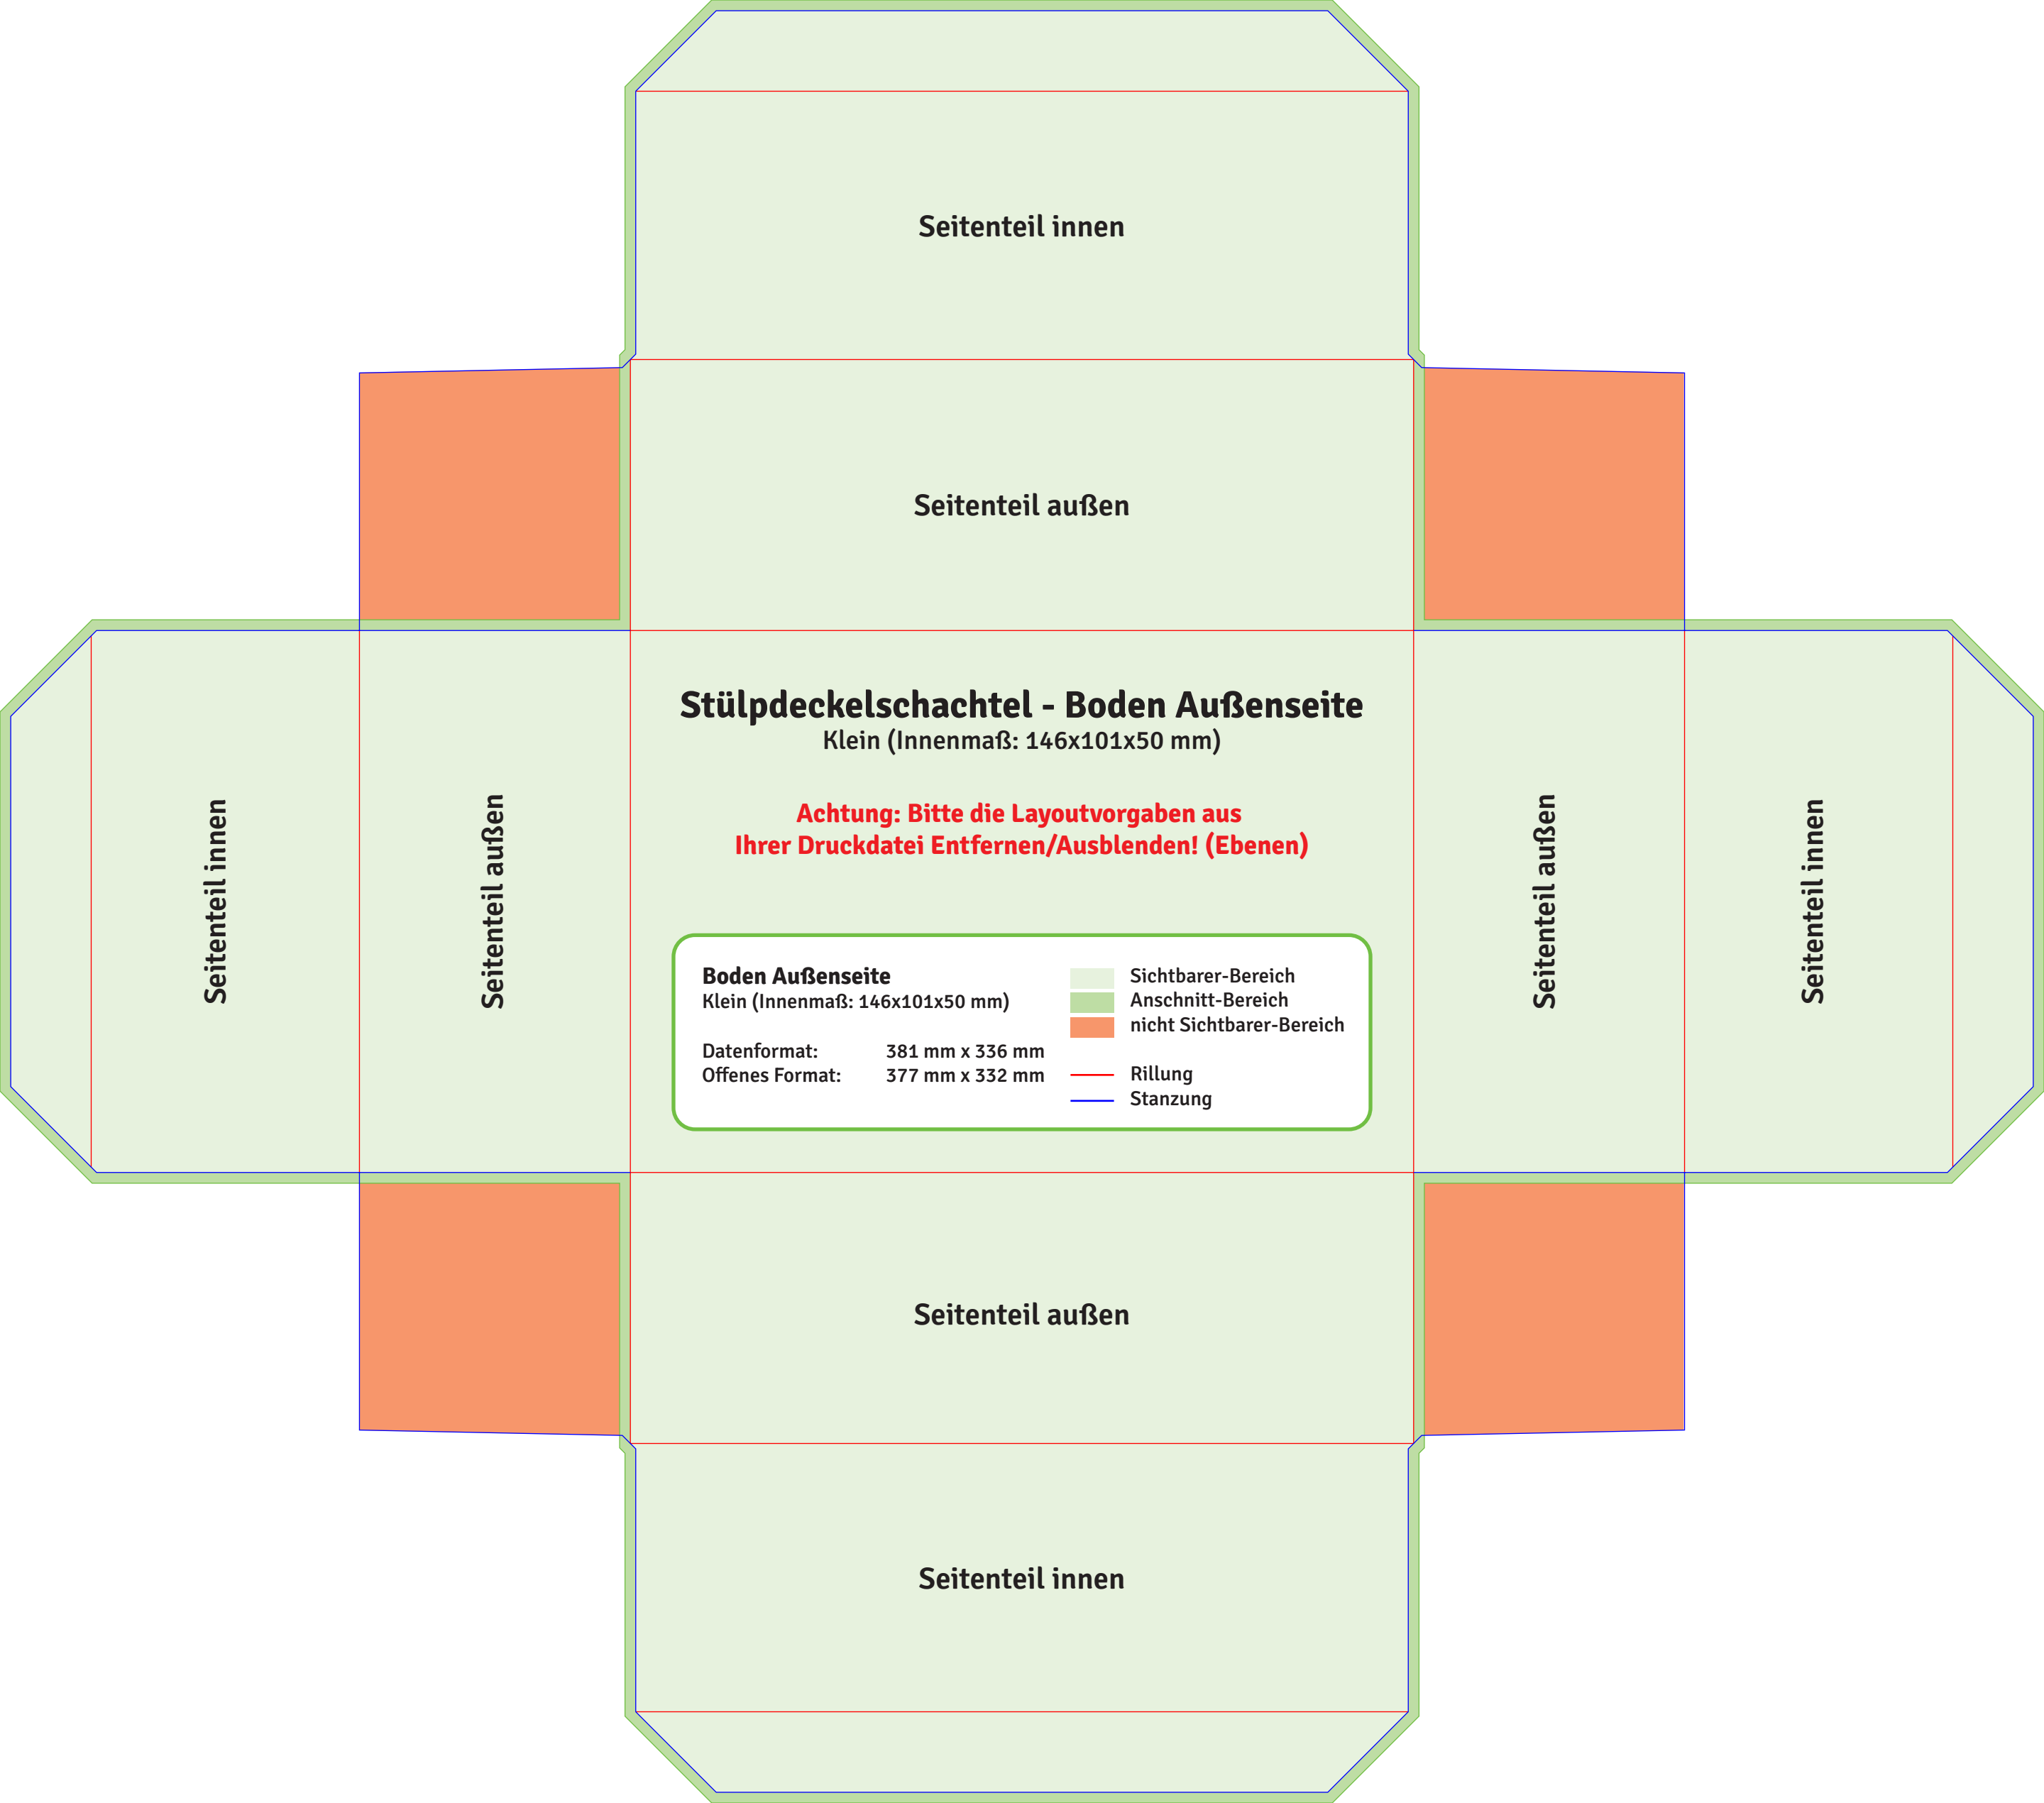 Seitenteil innen
Seitenteil außen
Stülpdeckelschachtel - Boden Außenseite
Klein (Innenmaß: 146x101x50 mm)
Achtung: Bitte die Layoutvorgaben aus
Ihrer Druckdatei Entfernen/Ausblenden! (Ebenen)
Seitenteil innen
Seitenteil außen
Seitenteil außen
Seitenteil innen
Boden Außenseite
Klein (Innenmaß: 146x101x50 mm)
Datenformat: 381 mm x 336 mm
Offenes Format: 377 mm x 332 mm
Sichtbarer-Bereich
Anschnitt-Bereich
nicht Sichtbarer-Bereich
Rillung
Stanzung
Seitenteil außen
Seitenteil innen